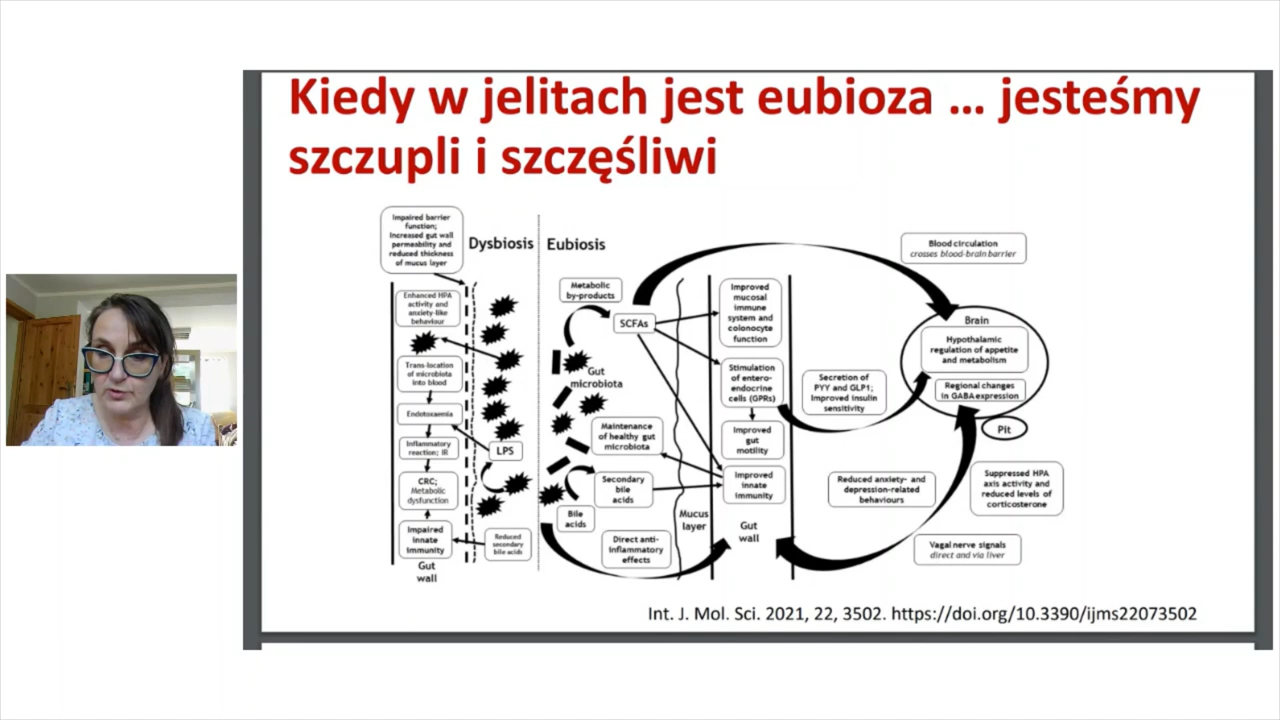 Kiedy w jelitach jest eubioza … jesteśmy
szczupli i szczęśliwi
Impaired barrier
function;
Increased gut wall
permeability and
reduced thickness
of mucus layer
Dysbiosis
Enhanced HPA
activity and
anxiety-like
behaviour
Trans-location
of microbiota
into blood
Endotoxaemia
Inflammatory
reaction; IR
CRC;
Metabolic
dysfunction
Impaired
innate
immunity
Gut
wall
LPS
Reduced
secondary
bile acids
Eubiosis
Metabolic
by-products
SCFAs
Gut
microbiota
Maintenance
of healthy gut
microbiota
Secondary
bile
acids
Bile
acids
Direct anti-
inflammatory
effects
Mucus
layer
Improved
mucosal
immune
system and
colonocyte
function
Stimulation
of entero-
endocrine
cells (GPRs)
Improved
gut
motility
Improved
innate
immunity
Gut
wall
Secretion of
PYY and GLP1;
Improved insulin
sensitivity
Reduced anxiety- and
depression-related
behaviours
Blood circulation
crosses blood-brain barrier
Brain
Hypothalamic
regulation of appetite
and metabolism
Regional changes
in GABA expression
Pit
Suppressed HPA
axis activity and
reduced levels of
corticosterone
Vagal nerve signals
direct and via liver
Int. J. Mol. Sci. 2021, 22, 3502. https://doi.org/10.3390/ijms22073502